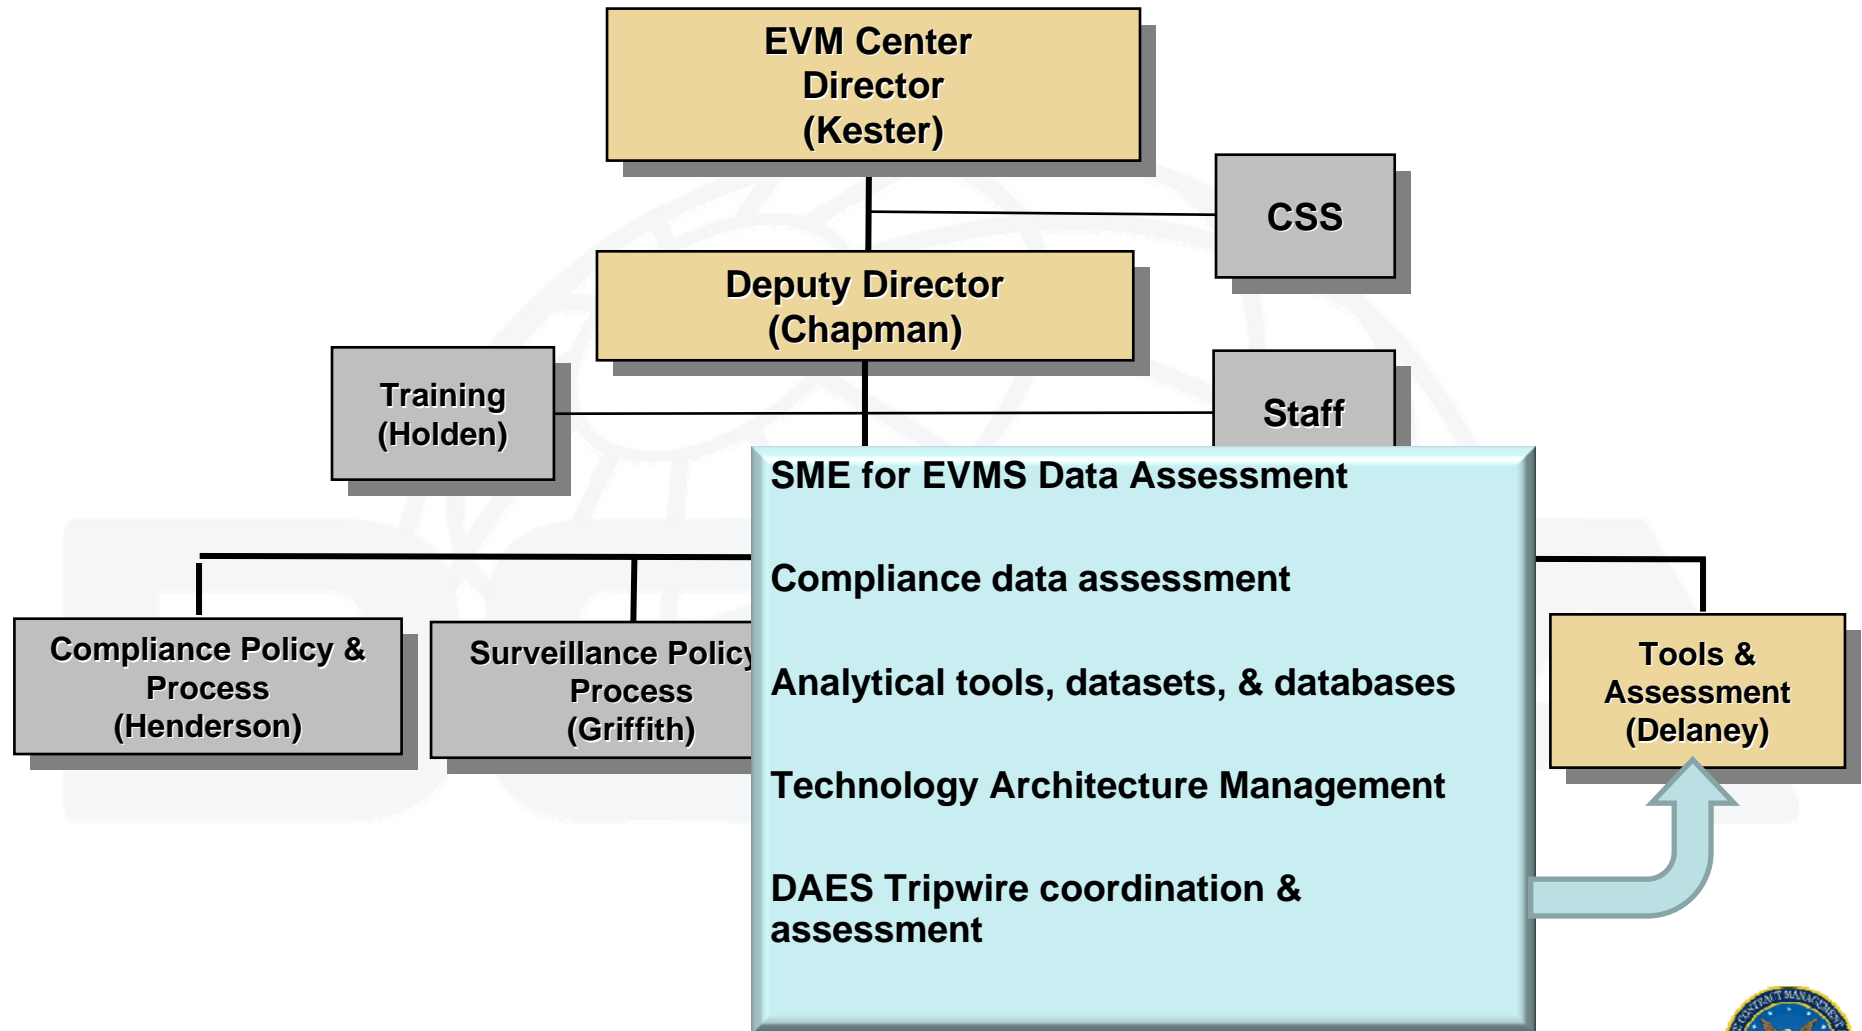 EVM Center
Director
(Kester)
CSS
Deputy Director
(Chapman)
Training
(Holden)
Staff
SME for EVMS Data Assessment
Compliance data assessment
Analytical tools, datasets, & databases
Technology Architecture Management
DAES Tripwire coordination &
assessment
Compliance Policy &
Process
(Henderson)
Surveillance Policy
Process
(Griffith)
Tools &
Assessment
(Delaney)
CONTRACT